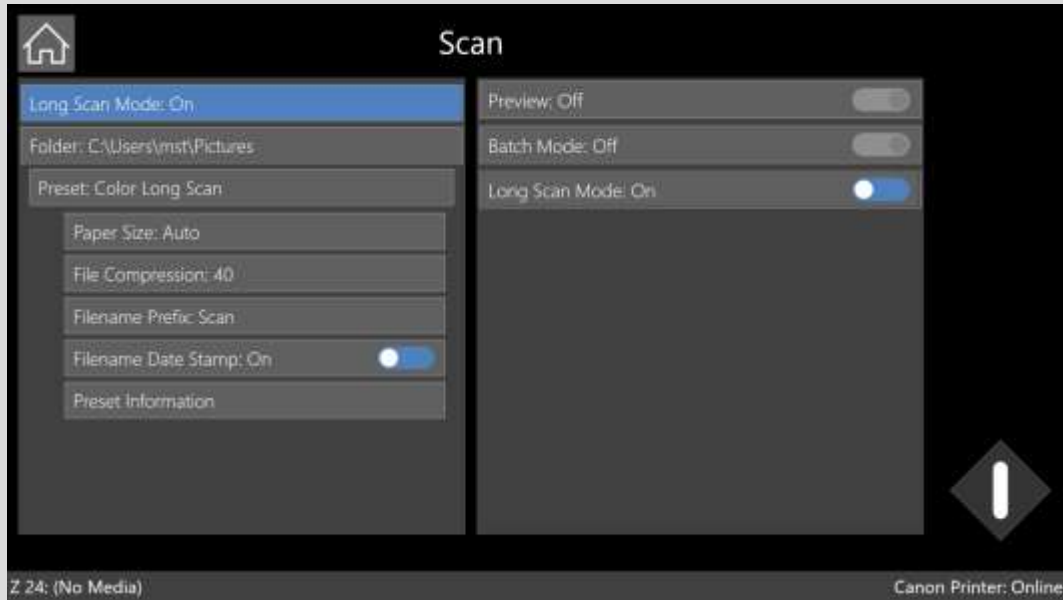 Scan
Long Scan Mode: On
Folder: C:\Users\mst\Pictures
Preset: Color Long Scan
Paper Size: Auto
File Compression: 40
Filename Prefix: Scan
Filename Date Stamp: On
Preset Information
Preview: Off
Batch Mode: Off
Long Scan Mode: On
Z 24: (No Media)
Canon Printer: Online